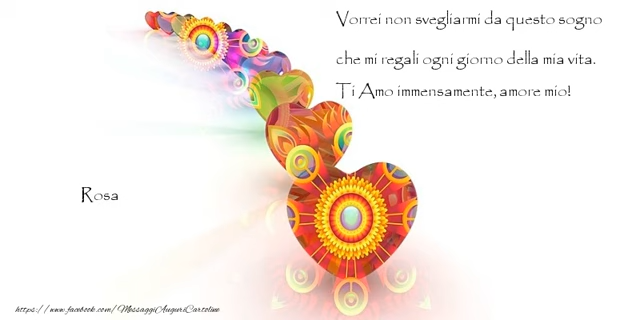 Vorrei non svegliarmi da questo sogno
che mi regali ogni giorno della mia vita.
Ti Amo immensamente, amore mio!
Rosa
https://www.facebook.com/MessaggiAuguriCartoline